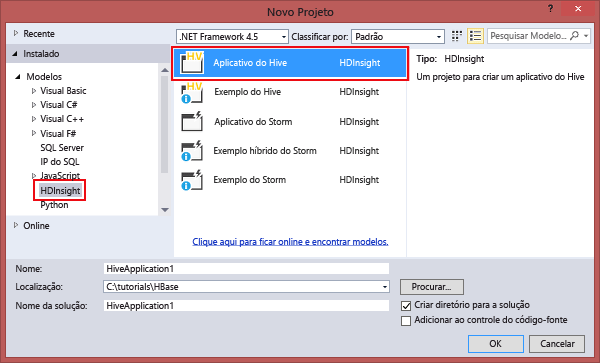 Novo Projeto
? ✕
Recente
.NET Framework 4.5 Classificar por: Padrão Pesquisar Modelo...
Instalado
Modelos
Visual Basic
Visual C#
Visual C++
Visual F#
SQL Server
IP do SQL
JavaScript
HDInsight
Python
Online
Aplicativo do Hive HDInsight
Exemplo do Hive HDInsight
Aplicativo do Storm HDInsight
Exemplo híbrido do Storm HDInsight
Exemplo do Storm HDInsight
Clique aqui para ficar online e encontrar modelos.
Tipo: HDInsight
Um projeto para criar um aplicativo do Hive
Nome: HiveApplication1
Localização: C:\tutorials\HBase Procurar...
Nome da solução: HiveApplication1
Criar diretório para a solução
Adicionar ao controle do código-fonte
OK Cancelar